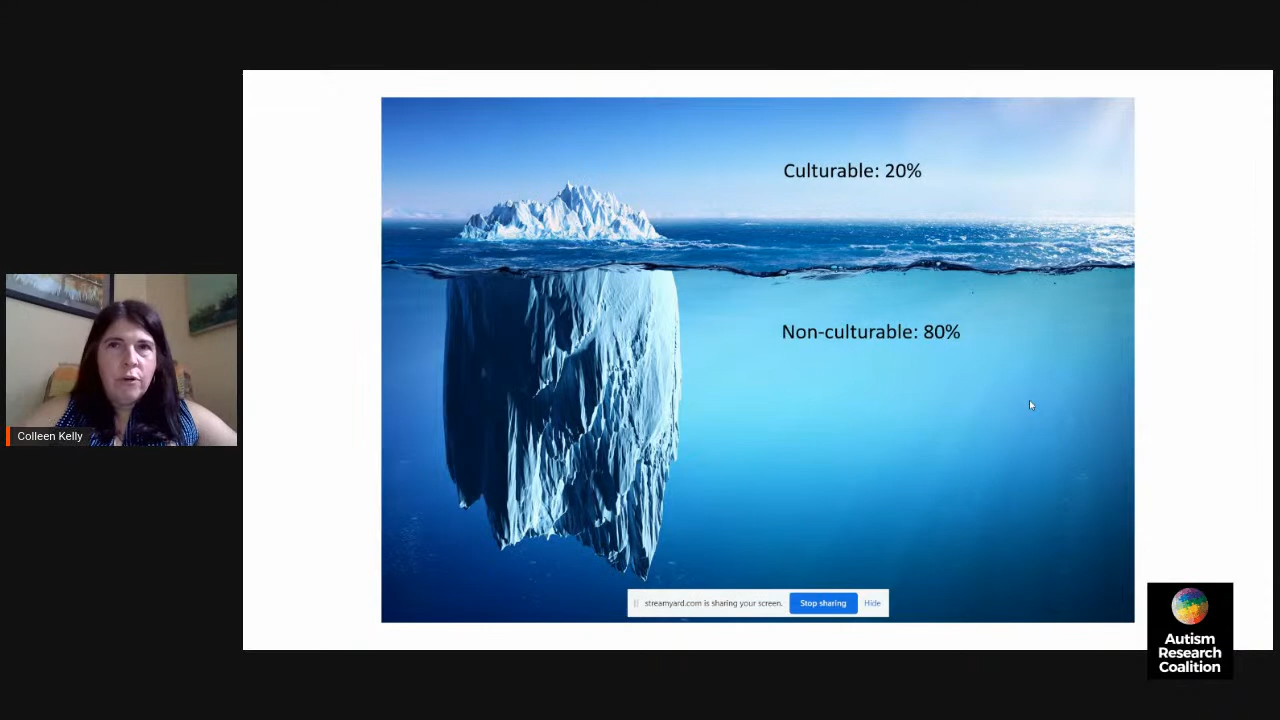 Culturable: 20%
Non-culturable: 80%
Colleen Kelly
streamyard.com is sharing your screen. Stop sharing Hide
Autism
Research
Coalition